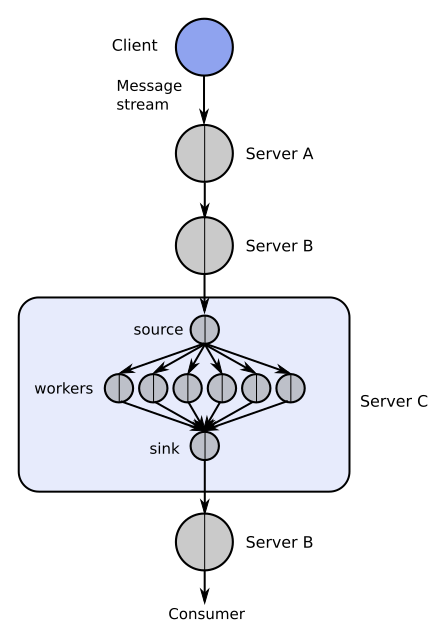 Client
Message
stream
Server A
Server B
source
workers
Server C
sink
Server B
Consumer